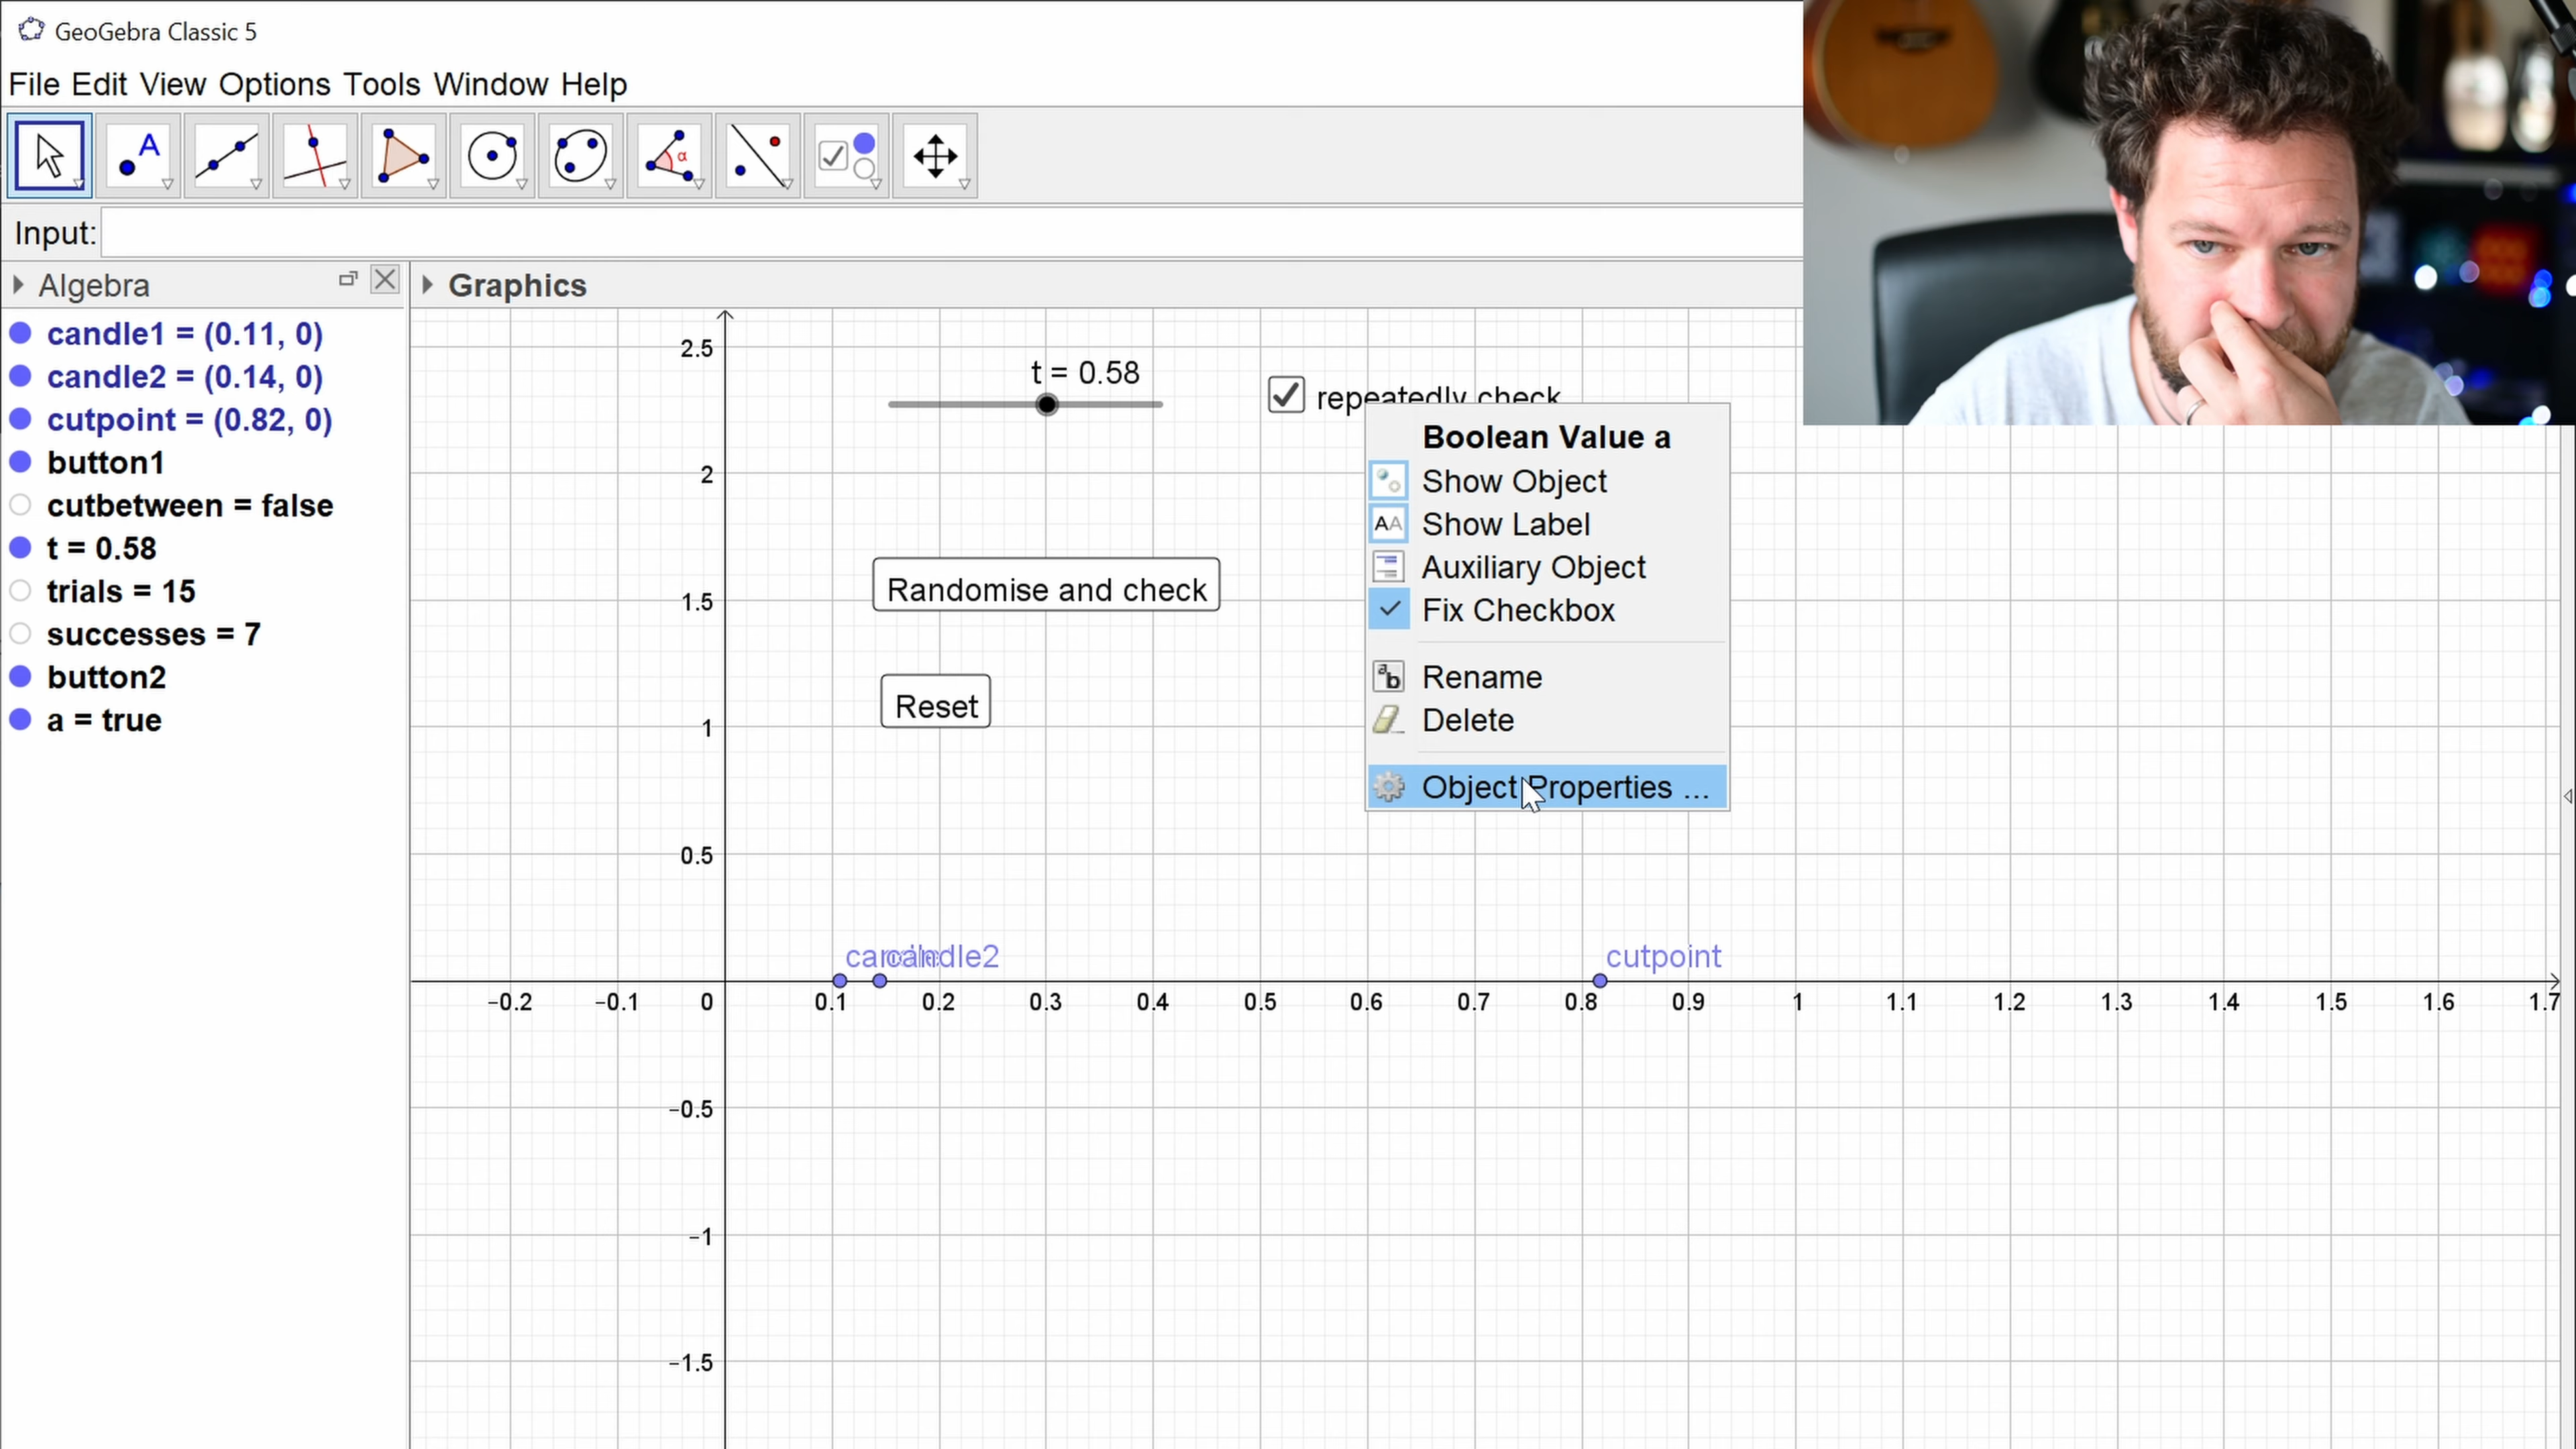 GeoGebra Classic 5
File Edit View Options Tools Window Help
A
α
Input:
Algebra
Graphics
candle1 = (0.11, 0)
candle2 = (0.14, 0)
cutpoint = (0.82, 0)
button1
cutbetween = false
t = 0.58
trials = 15
successes = 7
button2
a = true
t = 0.58
repeatedly check
Randomise and check
Reset
Boolean Value a
Show Object
AA Show Label
Auxiliary Object
Fix Checkbox
ab Rename
Delete
Object Properties ...
2.5
2
1.5
1
0.5
candle2
cutpoint
−0.2 −0.1 0 0.1 0.2 0.3 0.4 0.5 0.6 0.7 0.8 0.9 1 1.1 1.2 1.3 1.4 1.5 1.6 1.7
−0.5
−1
−1.5